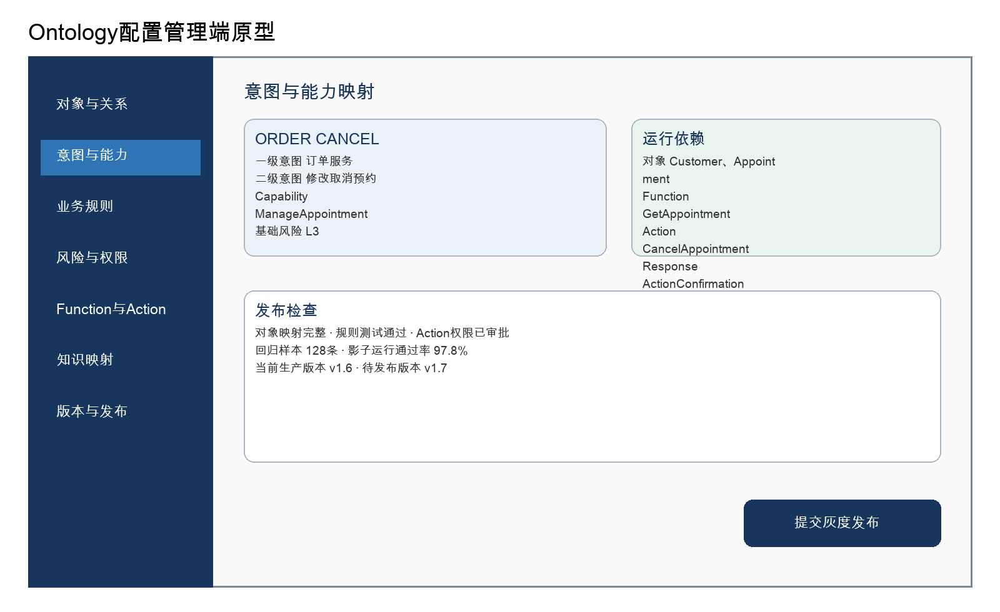 Ontology配置管理端原型
对象与关系
意图与能力
业务规则
风险与权限
Function与Action
知识映射
版本与发布
意图与能力映射
ORDER CANCEL
一级意图 订单服务
二级意图 修改取消预约
Capability
ManageAppointment
基础风险 L3
运行依赖
对象 Customer、Appoint
ment
Function
GetAppointment
Action
CancelAppointment
Response
ActionConfirmation
发布检查
对象映射完整 · 规则测试通过 · Action权限已审批
回归样本 128条 · 影子运行通过率 97.8%
当前生产版本 v1.6 · 待发布版本 v1.7
提交灰度发布